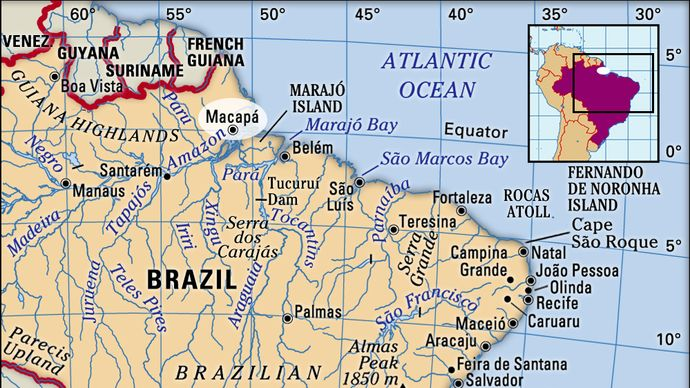 60°
55°
50°
45°
40°
35°
30°
VENEZ.
GUYANA
SURINAME
FRENCH
GUIANA
Boa Vista
GUIANA HIGHLANDS
Paru
Macapá
MARAJÓ
ISLAND
ATLANTIC
OCEAN
Marajó Bay
Equator
5°
0°
Negro
Manaus
Santarém
Amazon
Pará
Belém
São Marcos Bay
Tucuruí
Dam
São
Luís
Parnaíba
Fortaleza
ROCAS
ATOLL
FERNANDO
DE NORONHA
ISLAND
Madeira
Tapajós
Xingu
Iriri
Serra
dos
Carajás
Tocantins
Teresina
Serra
Grande
Cape
São Roque
5°
Campina
Grande
Natal
João Pessoa
Olinda
Recife
Caruaru
BRAZIL
Juruena
Teles Pires
Araguaia
Palmas
São Francisco
Maceió
Aracaju
10°
Parecis
Upland
BRAZILIAN
Almas
Peak
1850 m
Feira de Santana
Salvador